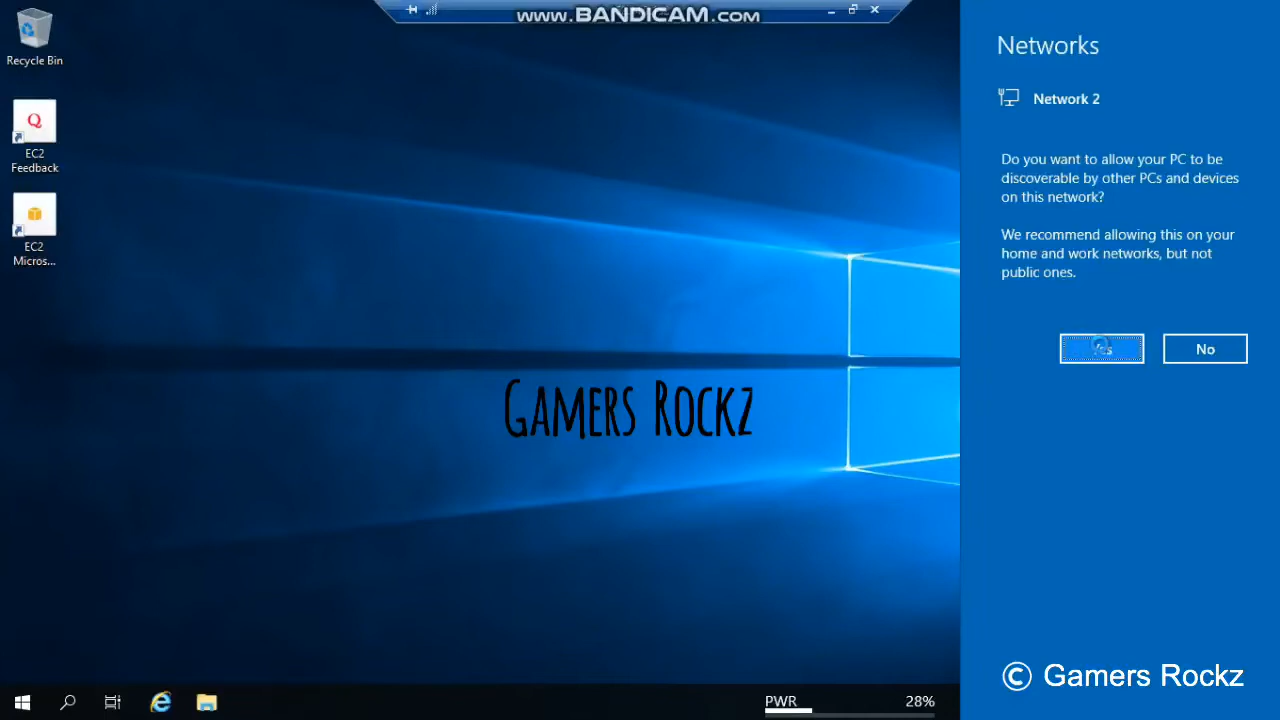 www.BANDICAM.com
Recycle Bin
EC2
Feedback
EC2
Micros...
Gamers Rockz
Networks
Network 2
Do you want to allow your PC to be
discoverable by other PCs and devices
on this network?
We recommend allowing this on your
home and work networks, but not
public ones.
Yes
No
PWR
28%
© Gamers Rockz